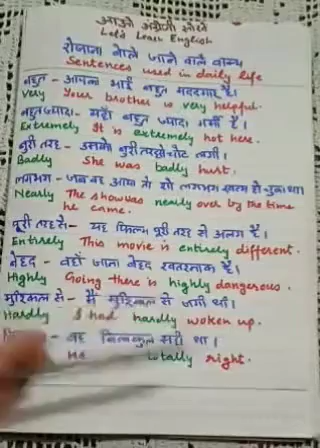 आओ अंग्रेजी सीखें
Let's Learn English
रोजाना बोले जाने वाले वाक्य
Sentences used in daily life
बहुत - आपका भाई बहुत मददगार है।
Very Your brother is very helpful.
बहुत ज्यादा - यहाँ बहुत ज्यादा गर्मी है।
Extremely It is extremely hot here.
बुरी तरह - उसको बुरी तरह चोट लगी।
Badly She was badly hurt.
लगभग - जब वह आया तो शो लगभग खत्म हो चुका था।
Nearly The show was nearly over by the time
he came.
पूरी तरह से - यह फिल्म पूरी तरह से अलग है।
Entirely This movie is entirely different.
बेहद - वहाँ जाना बेहद खतरनाक है।
Highly Going there is highly dangerous.
मुश्किल से - मैं मुश्किल से जगी थी।
Hardly I had hardly woken up.
- वह बिल्कुल सही था।
He totally right.